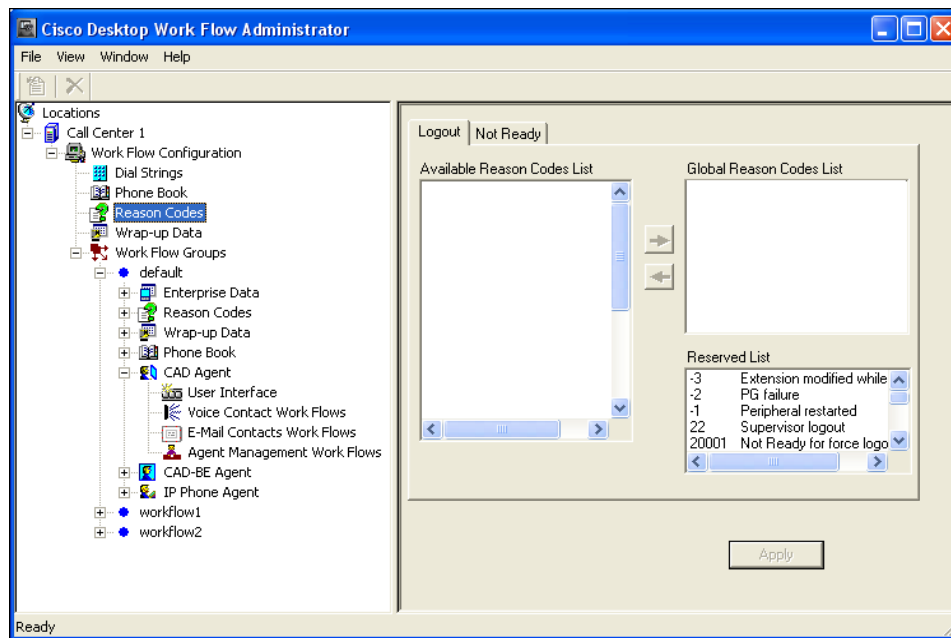 Cisco Desktop Work Flow Administrator
File View Window Help
Locations
Call Center 1
Work Flow Configuration
Dial Strings
Phone Book
Reason Codes
Wrap-up Data
Work Flow Groups
default
Enterprise Data
Reason Codes
Wrap-up Data
Phone Book
CAD Agent
User Interface
Voice Contact Work Flows
E-Mail Contacts Work Flows
Agent Management Work Flows
CAD-BE Agent
IP Phone Agent
workflow1
workflow2
Logout Not Ready
Available Reason Codes List
Global Reason Codes List
Reserved List
-3 Extension modified while
-2 PG failure
-1 Peripheral restarted
22 Supervisor logout
20001 Not Ready for force logo
Apply
Ready